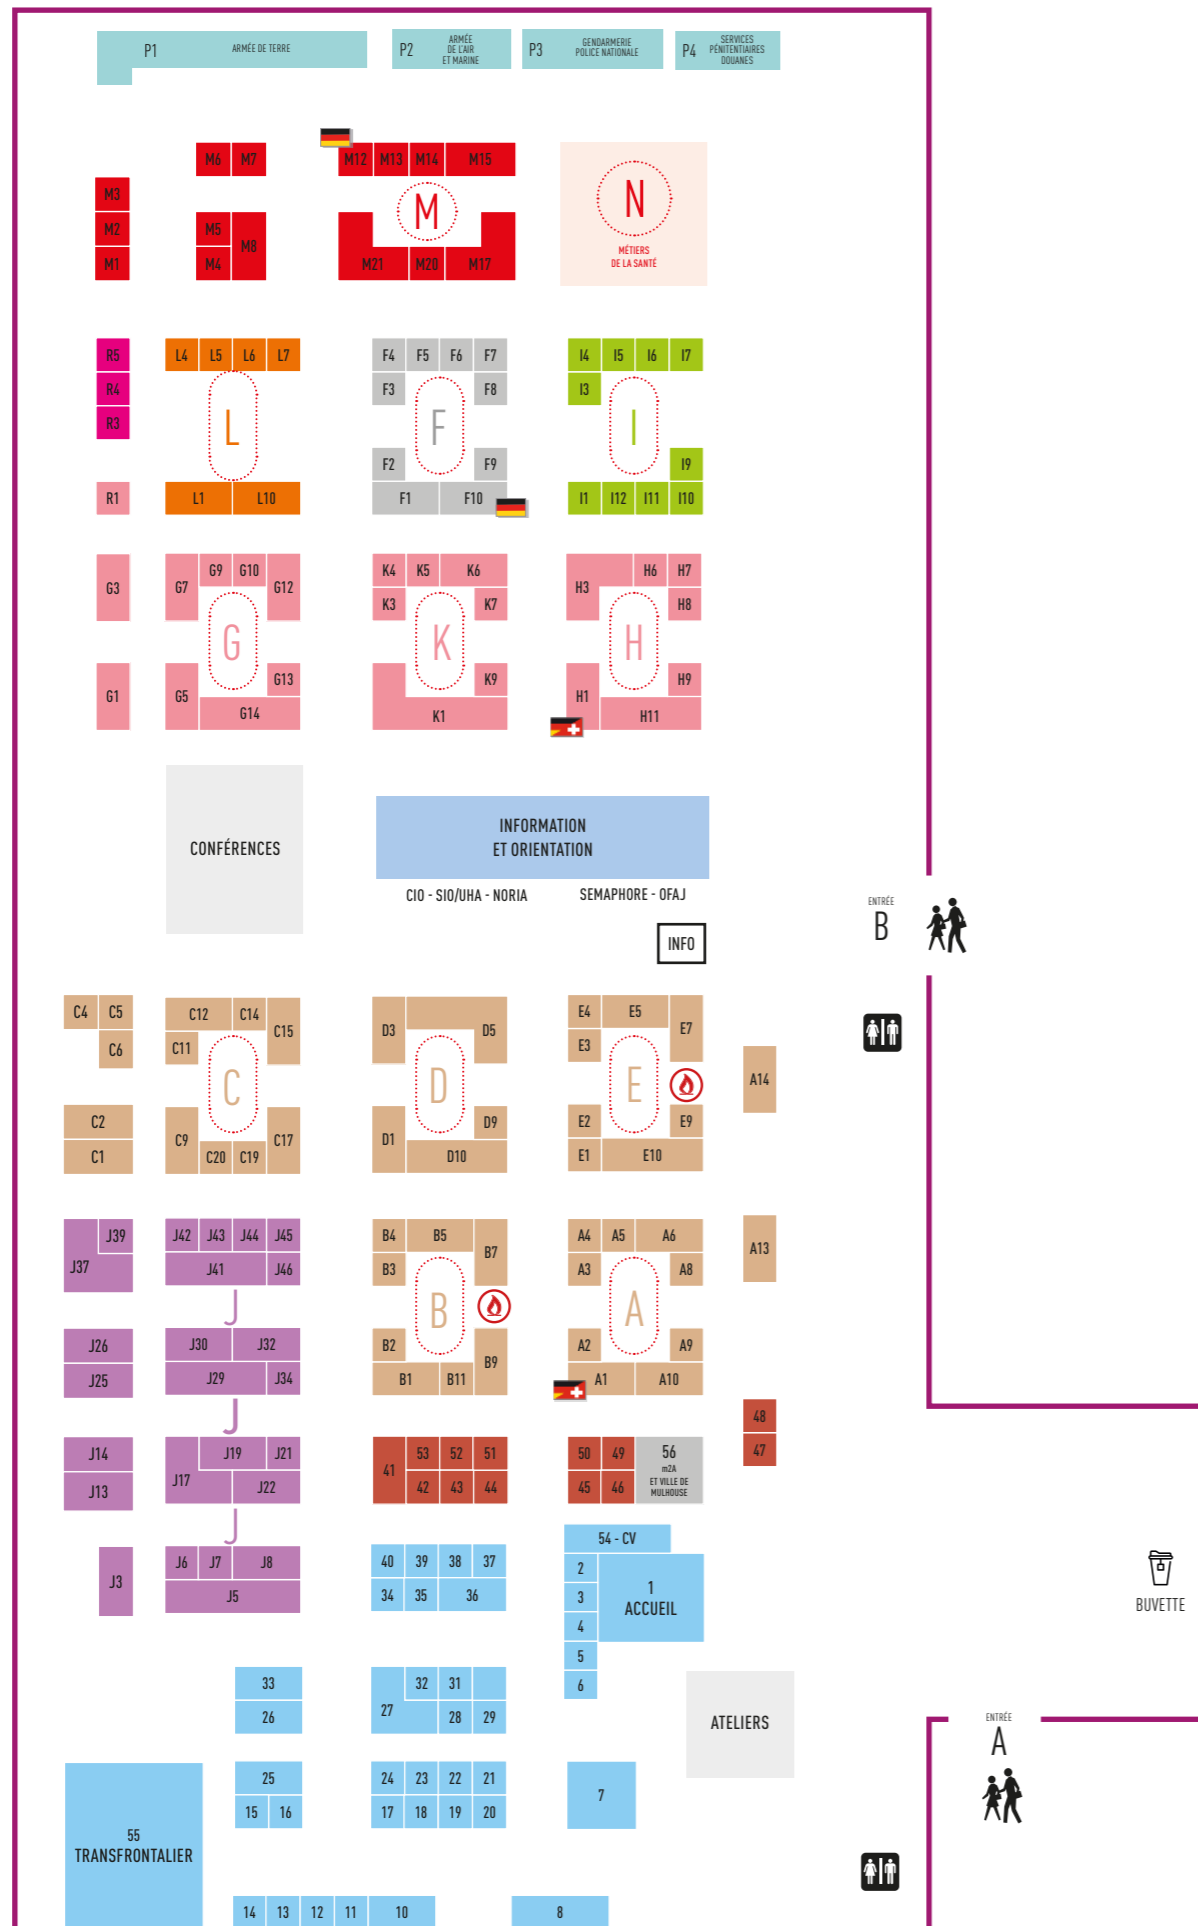 P1 ARMÉE DE TERRE
P2 ARMÉE
DE L'AIR
ET MARINE
P3 GENDARMERIE
POLICE NATIONALE
P4 SERVICES
PÉNITENTIAIRES
DOUANES
M6 M7
M12 M13 M14 M15
M3
M2
M1
M5
M4
M8
M
M21 M20 M17
N
MÉTIERS
DE LA SANTÉ
R5
R4
R3
R1
L4 L5 L6 L7
L
L1 L10
F4 F5 F6 F7
F3 F8
F
F2 F9
F1 F10
I4 I5 I6 I7
I3
I
I9
I1 I12 I11 I10
G3
G1
G7 G9 G10 G12
G
G5 G13
G14
K4 K5 K6
K3 K7
K
K9
K1
H3 H6 H7
H8
H
H1 H9
H11
CONFÉRENCES
INFORMATION
ET ORIENTATION
CIO - SIO/UHA - NORIA
SEMAPHORE - OFAJ
INFO
ENTRÉE
B
C4 C5
C6
C2
C1
C12 C14 C15
C11
C
C9 C17
C20 C19
D3 D5
D
D1 D9
D10
E4 E5 E7
E3
E
E2 E9
E1 E10
A14
A13
J39
J37
J26
J25
J14
J13
J3
J42 J43 J44 J45
J41 J46
J
J30 J32
J29 J34
J
J19 J21
J17 J22
J
J6 J7 J8
J5
B4 B5 B7
B3
B
B2 B9
B1 B11
A4 A5 A6
A3 A8
A
A2 A9
A1 A10
48
47
41 53 52 51
42 43 44
50 49
45 46
56
m2A
ET VILLE DE
MULHOUSE
40 39 38 37
34 35 36
54 - CV
2
3
4
5
6
1
ACCUEIL
BUVETTE
33
26
32 31
27 28 29
ATELIERS
ENTRÉE
A
25
15 16
24 23 22 21
17 18 19 20
7
55
TRANSFRONTALIER
14 13 12 11 10
8